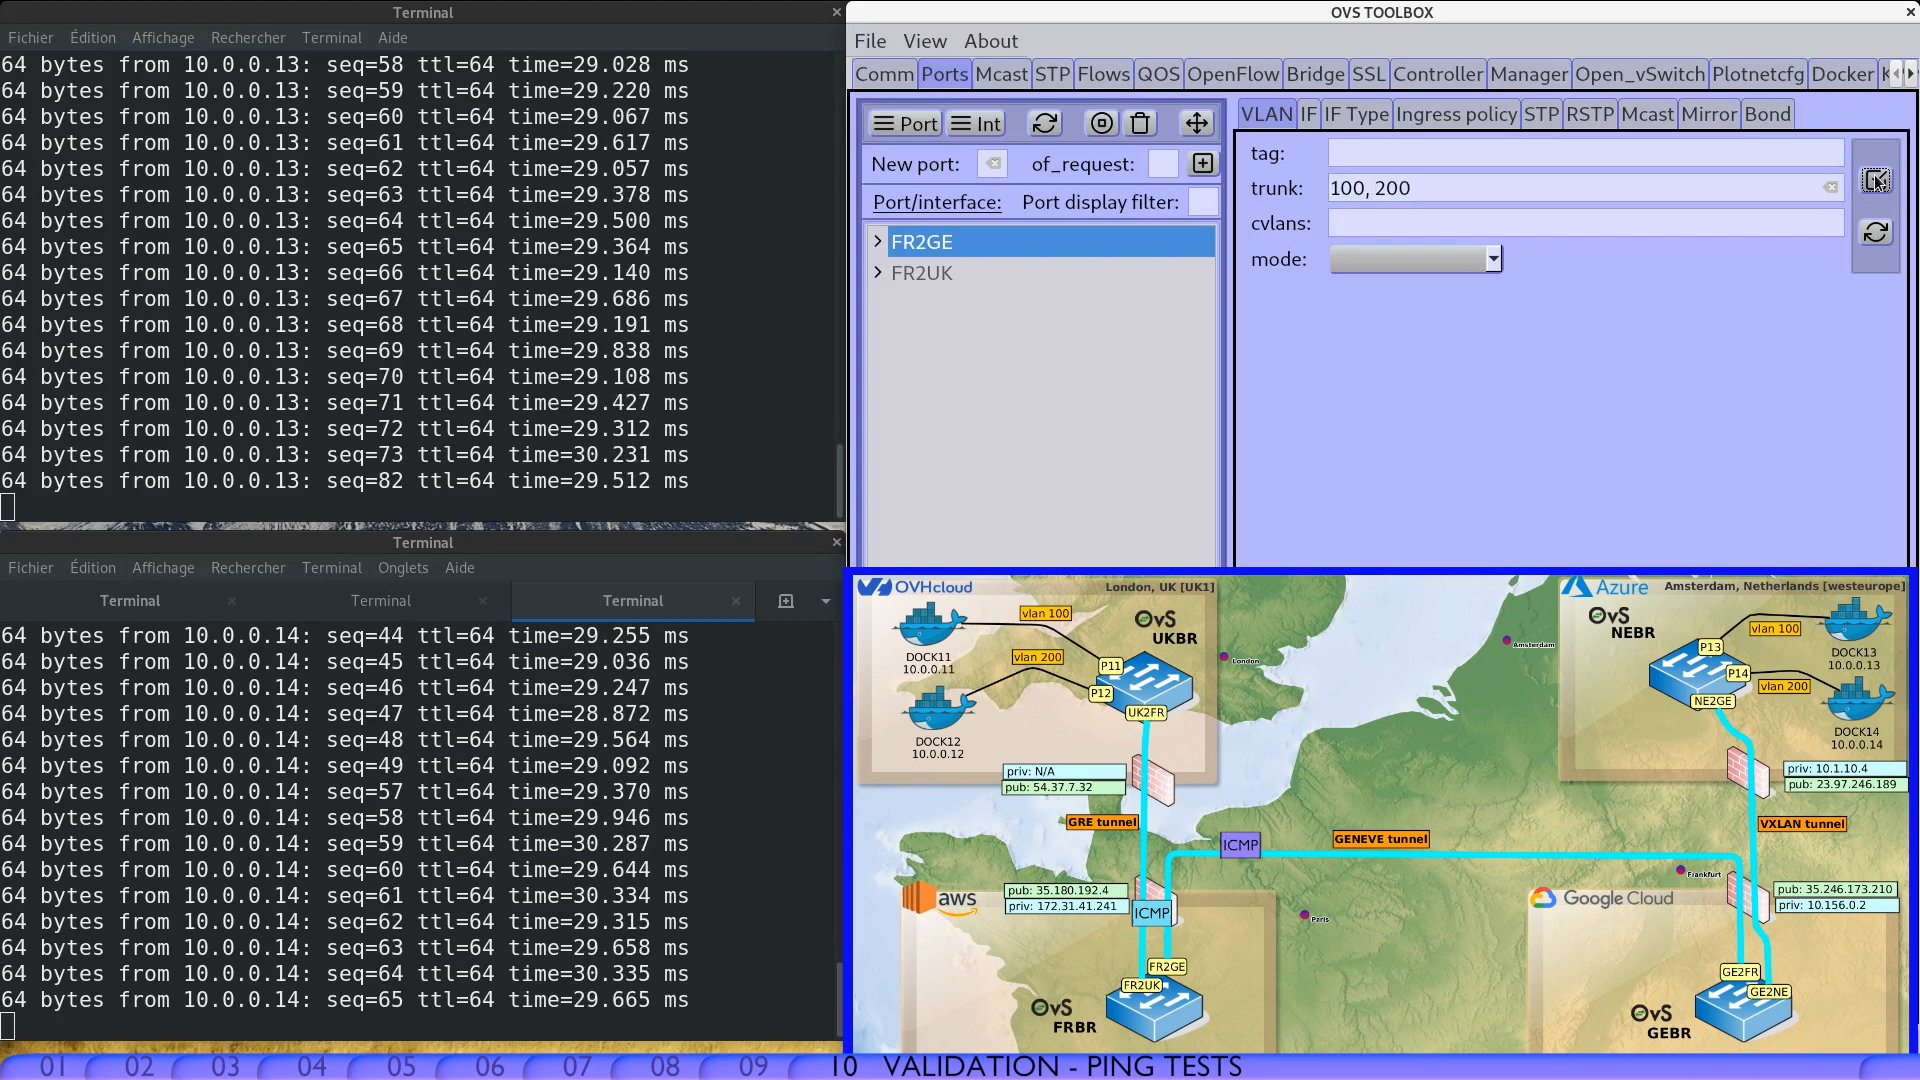 Terminal
Fichier Édition Affichage Rechercher Terminal Aide
64 bytes from 10.0.0.13: seq=58 ttl=64 time=29.028 ms
64 bytes from 10.0.0.13: seq=59 ttl=64 time=29.220 ms
64 bytes from 10.0.0.13: seq=60 ttl=64 time=29.067 ms
64 bytes from 10.0.0.13: seq=61 ttl=64 time=29.617 ms
64 bytes from 10.0.0.13: seq=62 ttl=64 time=29.057 ms
64 bytes from 10.0.0.13: seq=63 ttl=64 time=29.378 ms
64 bytes from 10.0.0.13: seq=64 ttl=64 time=29.500 ms
64 bytes from 10.0.0.13: seq=65 ttl=64 time=29.364 ms
64 bytes from 10.0.0.13: seq=66 ttl=64 time=29.140 ms
64 bytes from 10.0.0.13: seq=67 ttl=64 time=29.686 ms
64 bytes from 10.0.0.13: seq=68 ttl=64 time=29.191 ms
64 bytes from 10.0.0.13: seq=69 ttl=64 time=29.838 ms
64 bytes from 10.0.0.13: seq=70 ttl=64 time=29.108 ms
64 bytes from 10.0.0.13: seq=71 ttl=64 time=29.427 ms
64 bytes from 10.0.0.13: seq=72 ttl=64 time=29.312 ms
64 bytes from 10.0.0.13: seq=73 ttl=64 time=30.231 ms
64 bytes from 10.0.0.13: seq=82 ttl=64 time=29.512 ms
Terminal
Fichier Édition Affichage Rechercher Terminal Onglets Aide
Terminal Terminal Terminal
64 bytes from 10.0.0.14: seq=44 ttl=64 time=29.255 ms
64 bytes from 10.0.0.14: seq=45 ttl=64 time=29.036 ms
64 bytes from 10.0.0.14: seq=46 ttl=64 time=29.247 ms
64 bytes from 10.0.0.14: seq=47 ttl=64 time=28.872 ms
64 bytes from 10.0.0.14: seq=48 ttl=64 time=29.564 ms
64 bytes from 10.0.0.14: seq=49 ttl=64 time=29.092 ms
64 bytes from 10.0.0.14: seq=57 ttl=64 time=29.370 ms
64 bytes from 10.0.0.14: seq=58 ttl=64 time=29.946 ms
64 bytes from 10.0.0.14: seq=59 ttl=64 time=30.287 ms
64 bytes from 10.0.0.14: seq=60 ttl=64 time=29.644 ms
64 bytes from 10.0.0.14: seq=61 ttl=64 time=30.334 ms
64 bytes from 10.0.0.14: seq=62 ttl=64 time=29.315 ms
64 bytes from 10.0.0.14: seq=63 ttl=64 time=29.658 ms
64 bytes from 10.0.0.14: seq=64 ttl=64 time=30.335 ms
64 bytes from 10.0.0.14: seq=65 ttl=64 time=29.665 ms
OVS TOOLBOX
File View About
Comm Ports Mcast STP Flows QOS OpenFlow Bridge SSL Controller Manager Open_vSwitch Plotnetcfg Docker
Port Int
New port: of_request:
Port/interface: Port display filter:
FR2GE
FR2UK
VLAN IF IF Type Ingress policy STP RSTP Mcast Mirror Bond
tag:
trunk: 100, 200
cvlans:
mode:
OVHcloud London, UK [UK1]
vlan 100
OvS
UKBR
DOCK11
10.0.0.11
vlan 200
P11
P12
UK2FR
DOCK12
10.0.0.12
priv: N/A
pub: 54.37.7.32
London
Amsterdam
Azure Amsterdam, Netherlands [westeurope]
OvS
NEBR
vlan 100
P13
DOCK13
10.0.0.13
P14
vlan 200
NE2GE
DOCK14
10.0.0.14
priv: 10.1.10.4
pub: 23.97.246.189
GRE tunnel
ICMP
GENEVE tunnel
VXLAN tunnel
aws
pub: 35.180.192.4
priv: 172.31.41.241
ICMP
Paris
Frankfurt
FR2GE
FR2UK
OvS
FRBR
Google Cloud
pub: 35.246.173.210
priv: 10.156.0.2
GE2FR
GE2NE
OvS
GEBR
01 02 03 04 05 06 07 08 09 10 VALIDATION - PING TESTS